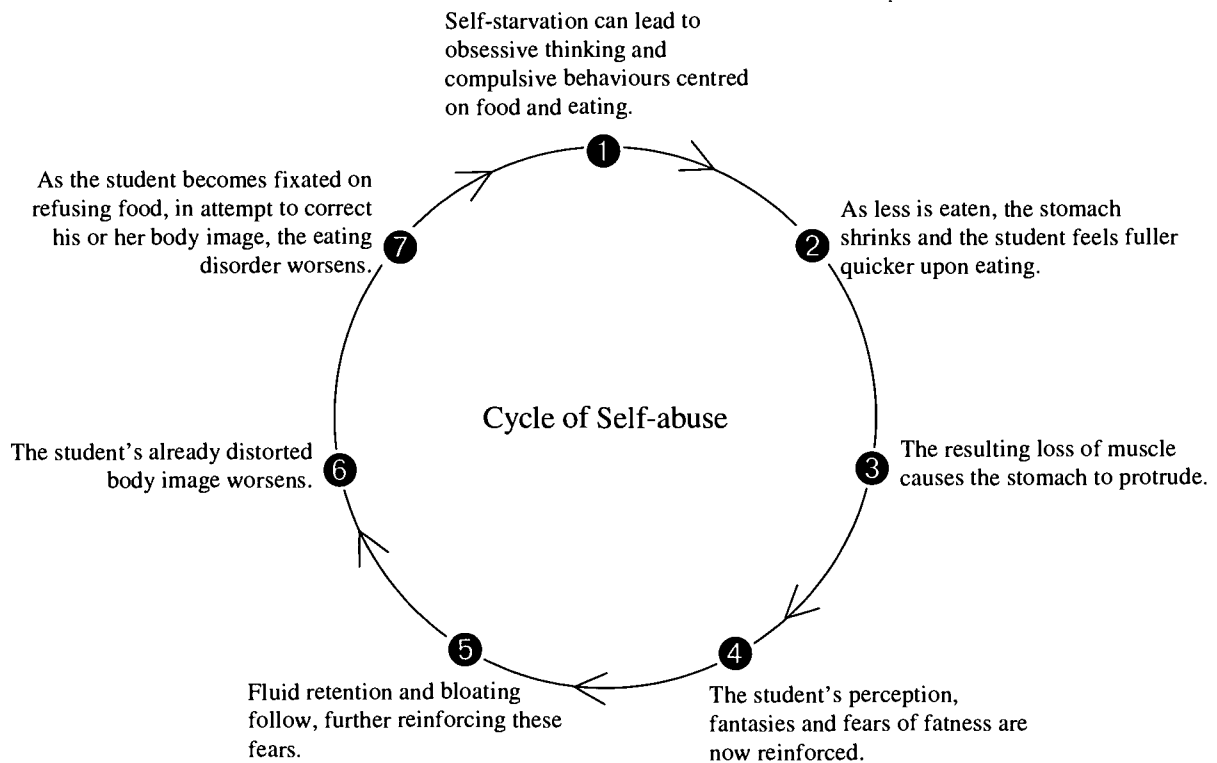 Self-starvation can lead to
obsessive thinking and
compulsive behaviours centred
on food and eating.
1
As less is eaten, the stomach
shrinks and the student feels fuller
quicker upon eating.
2
The resulting loss of muscle
causes the stomach to protrude.
3
4
The student's perception,
fantasies and fears of fatness are
now reinforced.
5
Fluid retention and bloating
follow, further reinforcing these
fears.
The student's already distorted
body image worsens.
6
As the student becomes fixated on
refusing food, in attempt to correct
his or her body image, the eating
disorder worsens.
7
Cycle of Self-abuse